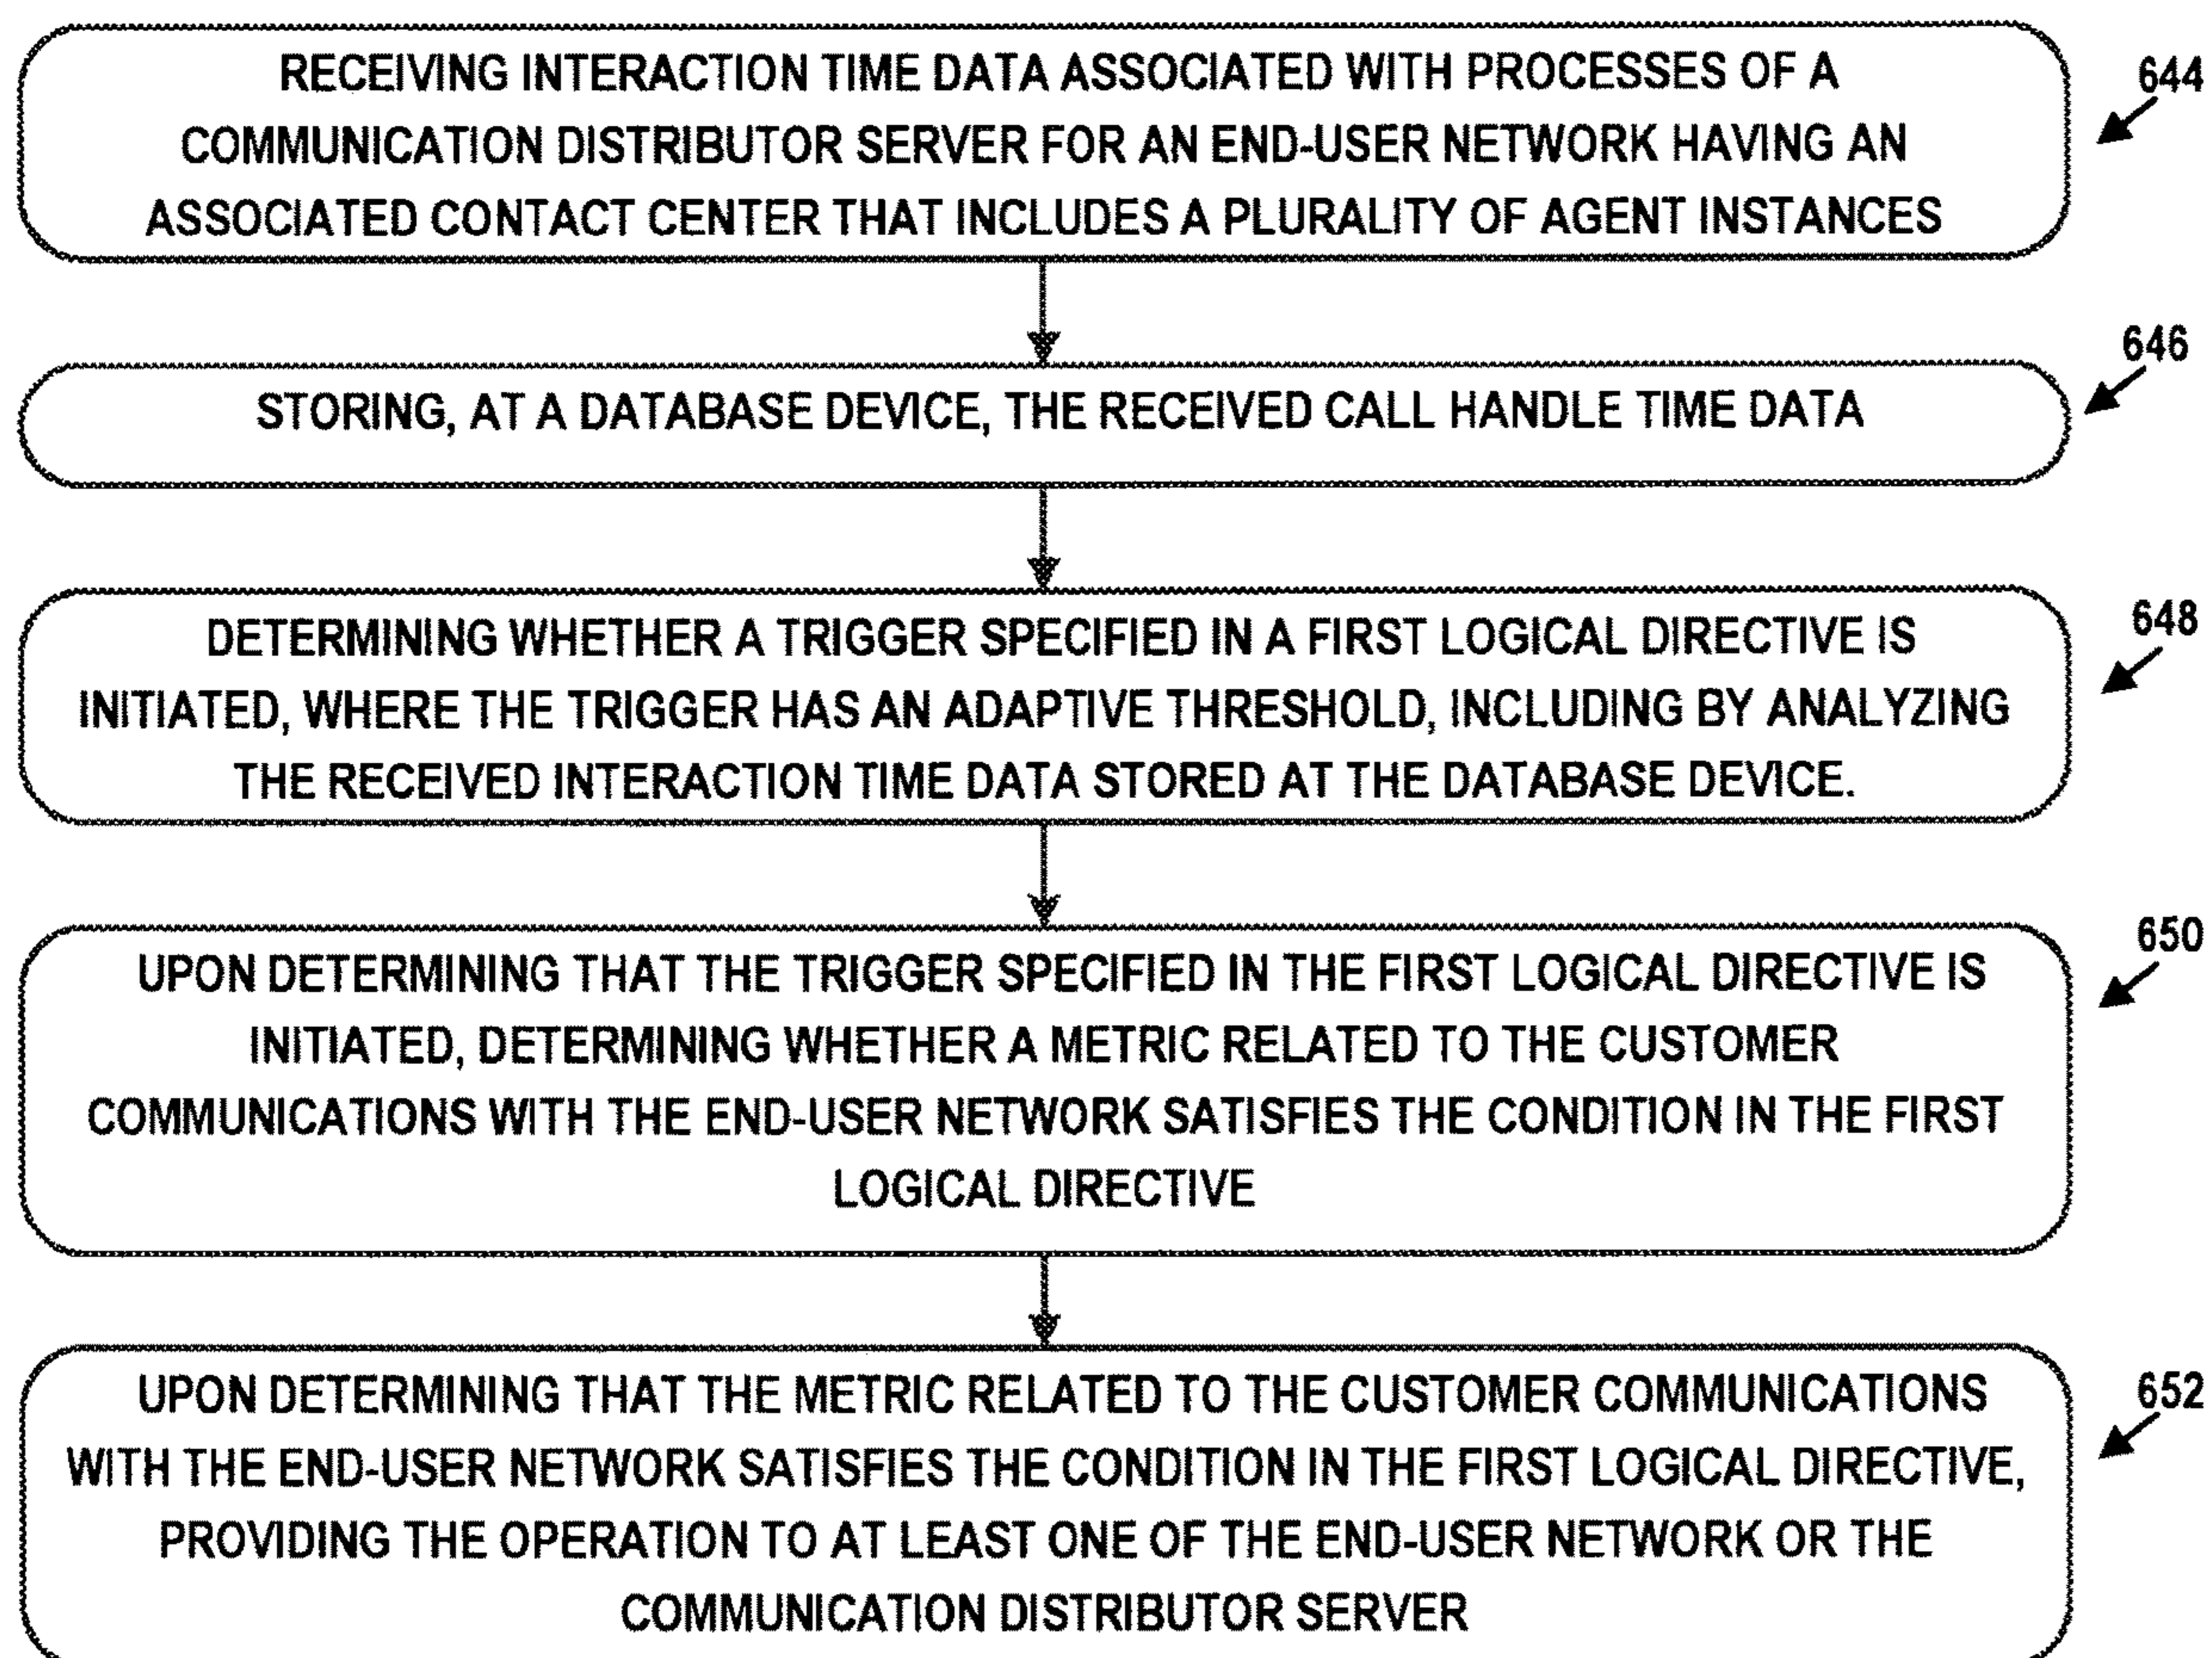 RECEIVING INTERACTION TIME DATA ASSOCIATED WITH PROCESSES OF A
COMMUNICATION DISTRIBUTOR SERVER FOR AN END-USER NETWORK HAVING AN
ASSOCIATED CONTACT CENTER THAT INCLUDES A PLURALITY OF AGENT INSTANCES
644
STORING, AT A DATABASE DEVICE, THE RECEIVED CALL HANDLE TIME DATA
646
DETERMINING WHETHER A TRIGGER SPECIFIED IN A FIRST LOGICAL DIRECTIVE IS
INITIATED, WHERE THE TRIGGER HAS AN ADAPTIVE THRESHOLD, INCLUDING BY ANALYZING
THE RECEIVED INTERACTION TIME DATA STORED AT THE DATABASE DEVICE.
648
UPON DETERMINING THAT THE TRIGGER SPECIFIED IN THE FIRST LOGICAL DIRECTIVE IS
INITIATED, DETERMINING WHETHER A METRIC RELATED TO THE CUSTOMER
COMMUNICATIONS WITH THE END-USER NETWORK SATISFIES THE CONDITION IN THE FIRST
LOGICAL DIRECTIVE
650
UPON DETERMINING THAT THE METRIC RELATED TO THE CUSTOMER COMMUNICATIONS
WITH THE END-USER NETWORK SATISFIES THE CONDITION IN THE FIRST LOGICAL DIRECTIVE,
PROVIDING THE OPERATION TO AT LEAST ONE OF THE END-USER NETWORK OR THE
COMMUNICATION DISTRIBUTOR SERVER
652